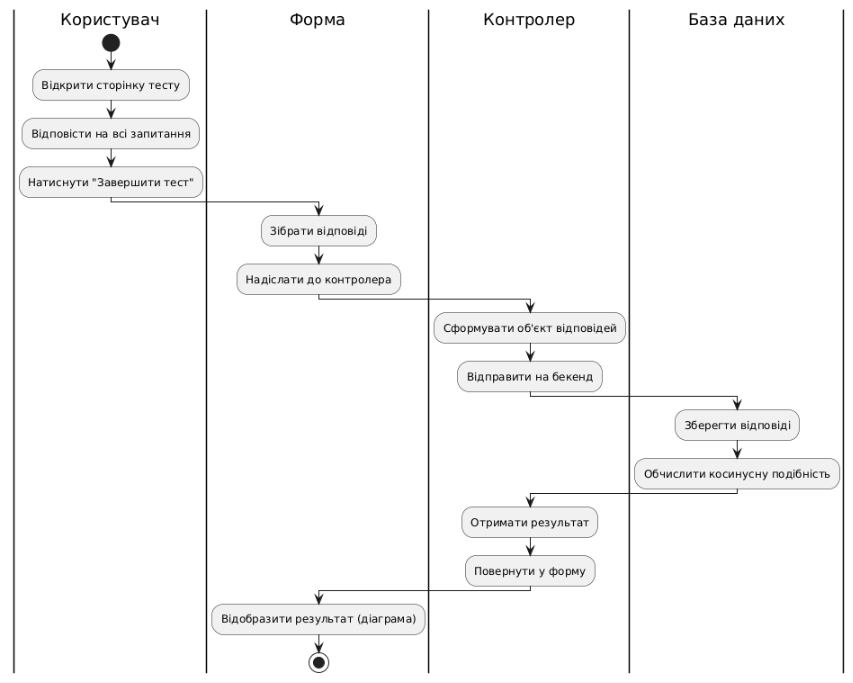 Користувач
Форма
Контролер
База даних
Відкрити сторінку тесту
Відповісти на всі запитання
Натиснути "Завершити тест"
Зібрати відповіді
Надіслати до контролера
Сформувати об'єкт відповідей
Відправити на бекенд
Зберегти відповіді
Обчислити косинусну подібність
Отримати результат
Повернути у форму
Відобразити результат (діаграма)